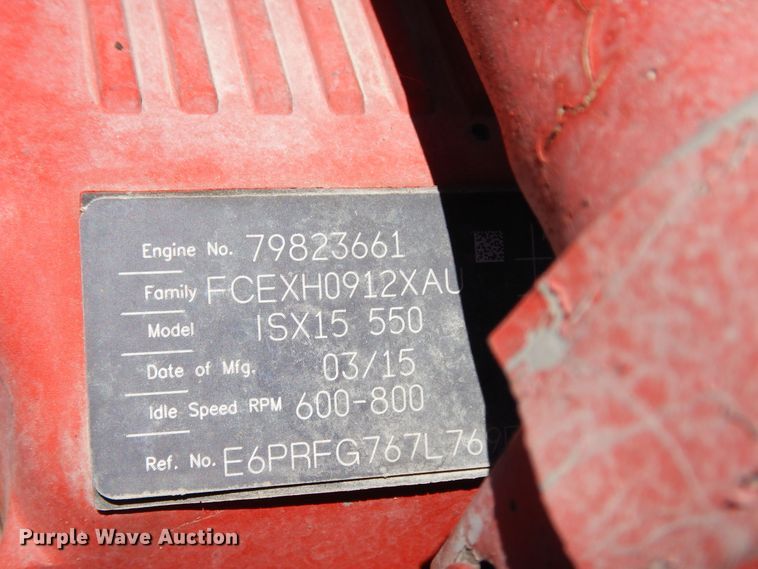 Engine No. 79823661
Family FCEXH0912XAU
Model ISX15 550
Date of Mfg. 03/15
Idle Speed RPM 600-800
Ref. No. E6PRFG767L76
Purple Wave Auction